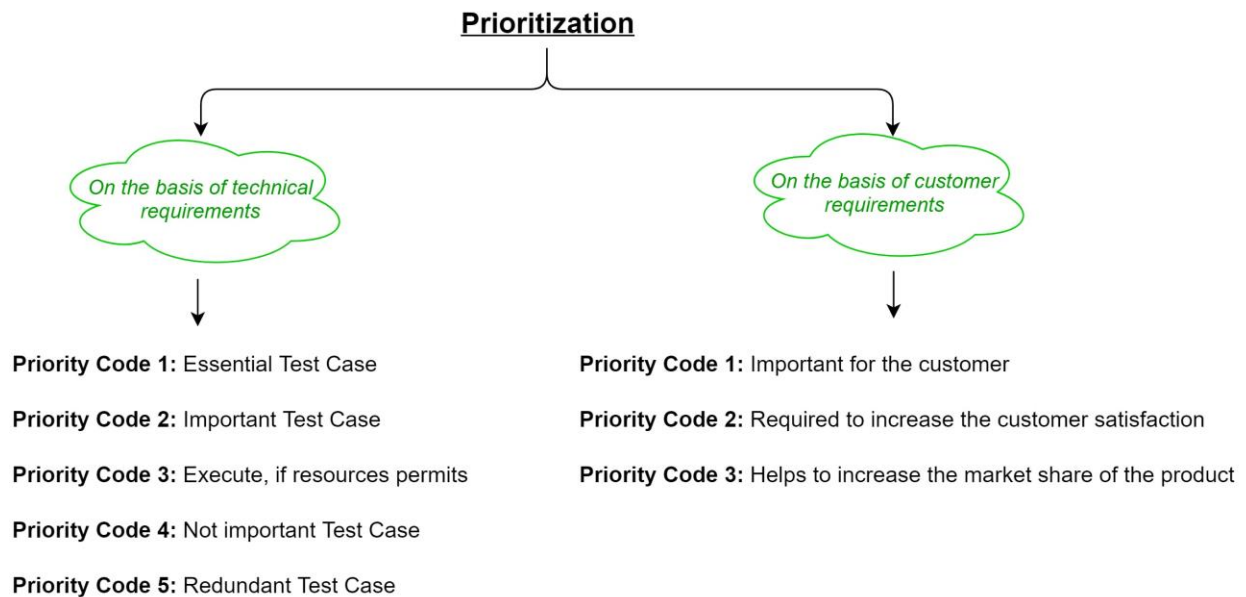 Prioritization
On the basis of technical
requirements
On the basis of customer
requirements
Priority Code 1: Essential Test Case
Priority Code 2: Important Test Case
Priority Code 3: Execute, if resources permits
Priority Code 4: Not important Test Case
Priority Code 5: Redundant Test Case
Priority Code 1: Important for the customer
Priority Code 2: Required to increase the customer satisfaction
Priority Code 3: Helps to increase the market share of the product